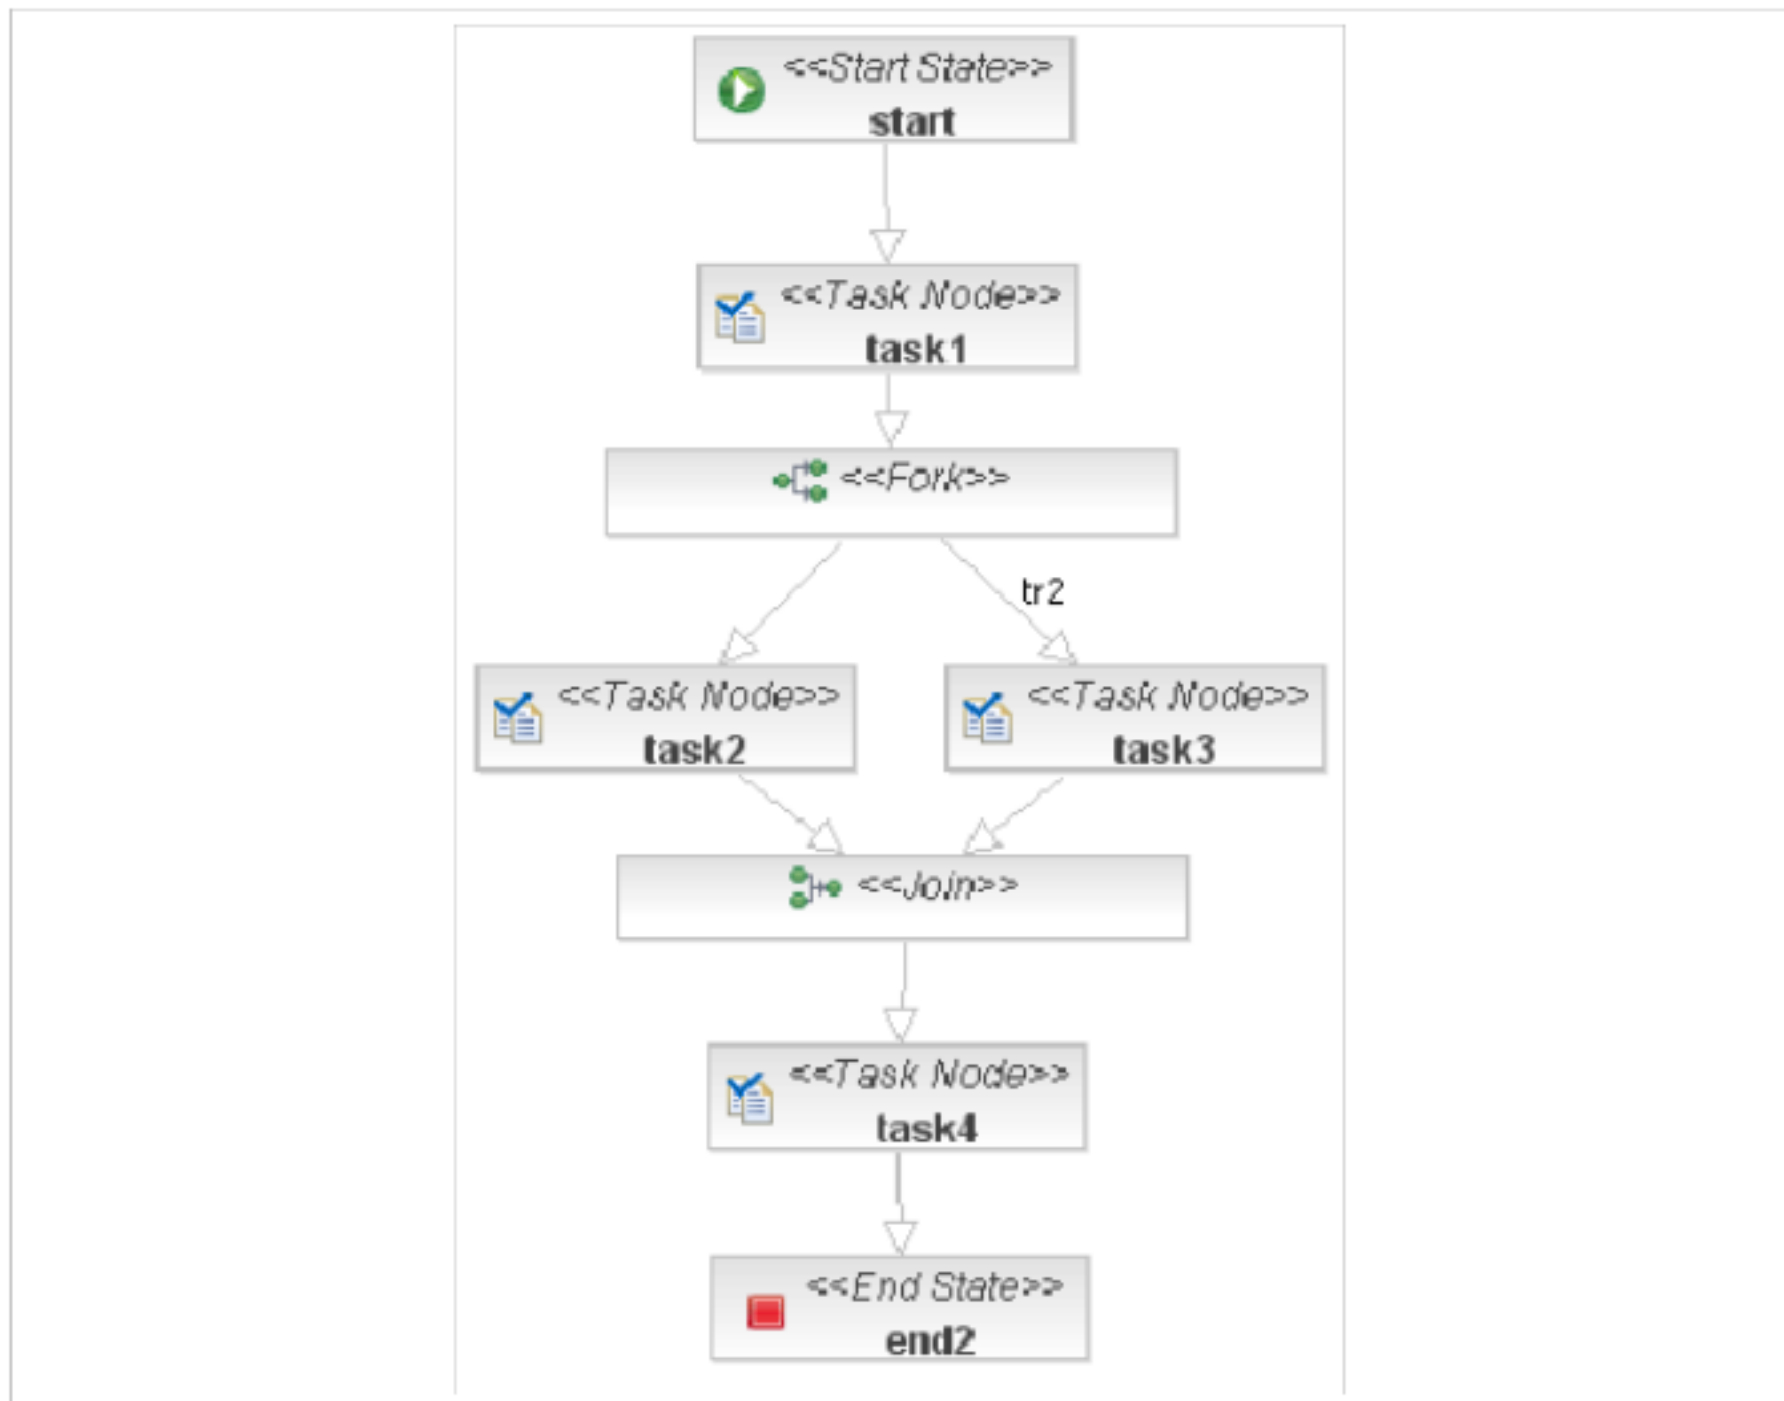 <<Start State>>
start
<<Task Node>>
task1
<<Fork>>
tr2
<<Task Node>>
task2
<<Task Node>>
task3
<<Join>>
<<Task Node>>
task4
<<End State>>
end2